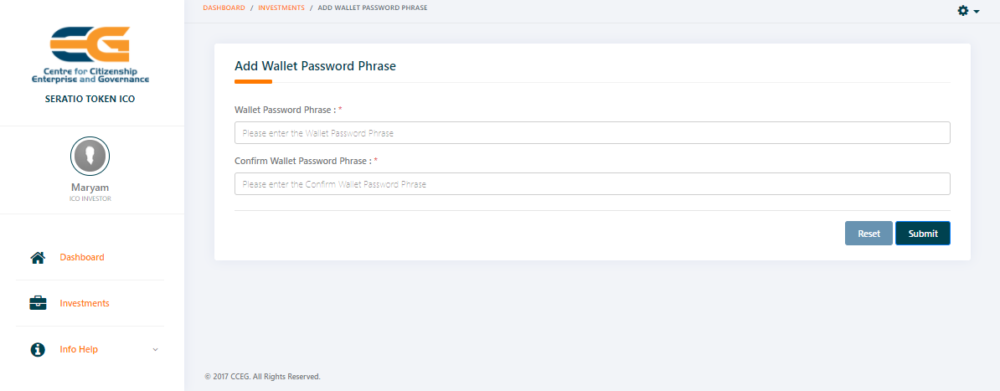 DASHBOARD / INVESTMENTS / ADD WALLET PASSWORD PHRASE
Centre for Citizenship
Enterprise and Governance
SERATIO TOKEN ICO
Maryam
ICO INVESTOR
Dashboard
Investments
Info Help
Add Wallet Password Phrase
Wallet Password Phrase : *
Please enter the Wallet Password Phrase
Confirm Wallet Password Phrase : *
Please enter the Confirm Wallet Password Phrase
Reset Submit
© 2017 CCEG. All Rights Reserved.